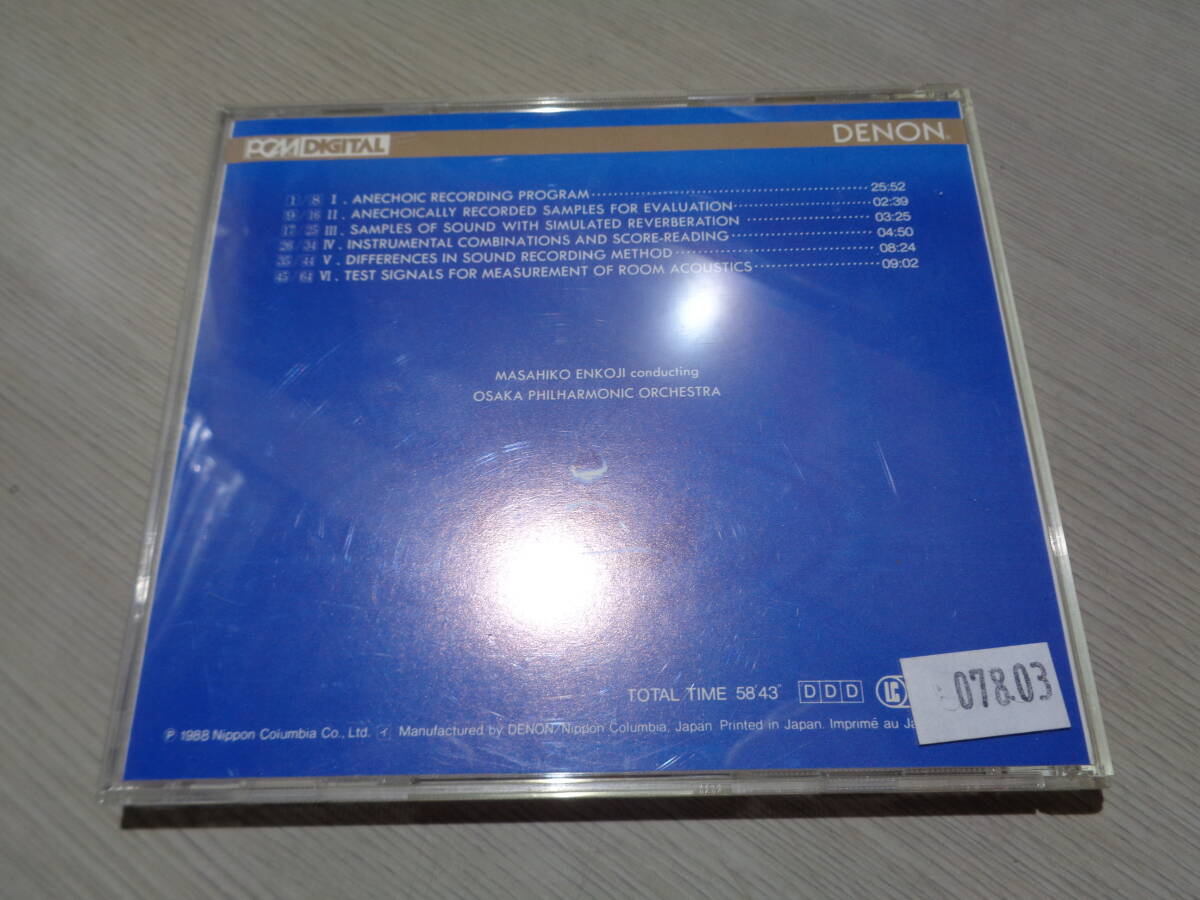 PCM DIGITAL DENON
1 / 8 I. ANECHOIC RECORDING PROGRAM 25:52
9 / 16 II. ANECHOICALLY RECORDED SAMPLES FOR EVALUATION 02:39
17 / 25 III. SAMPLES OF SOUND WITH SIMULATED REVERBERATION 03:25
26 / 34 IV. INSTRUMENTAL COMBINATIONS AND SCORE-READING 04:50
35 / 44 V. DIFFERENCES IN SOUND RECORDING METHOD 08:24
45 / 64 VI. TEST SIGNALS FOR MEASUREMENT OF ROOM ACOUSTICS 09:02
MASAHIKO ENKOJI conducting
OSAKA PHILHARMONIC ORCHESTRA
TOTAL TIME 58'43" DDD
078.03
℗ 1988 Nippon Columbia Co., Ltd. イ Manufactured by DENON/Nippon Columbia, Japan Printed in Japan. Imprimé au